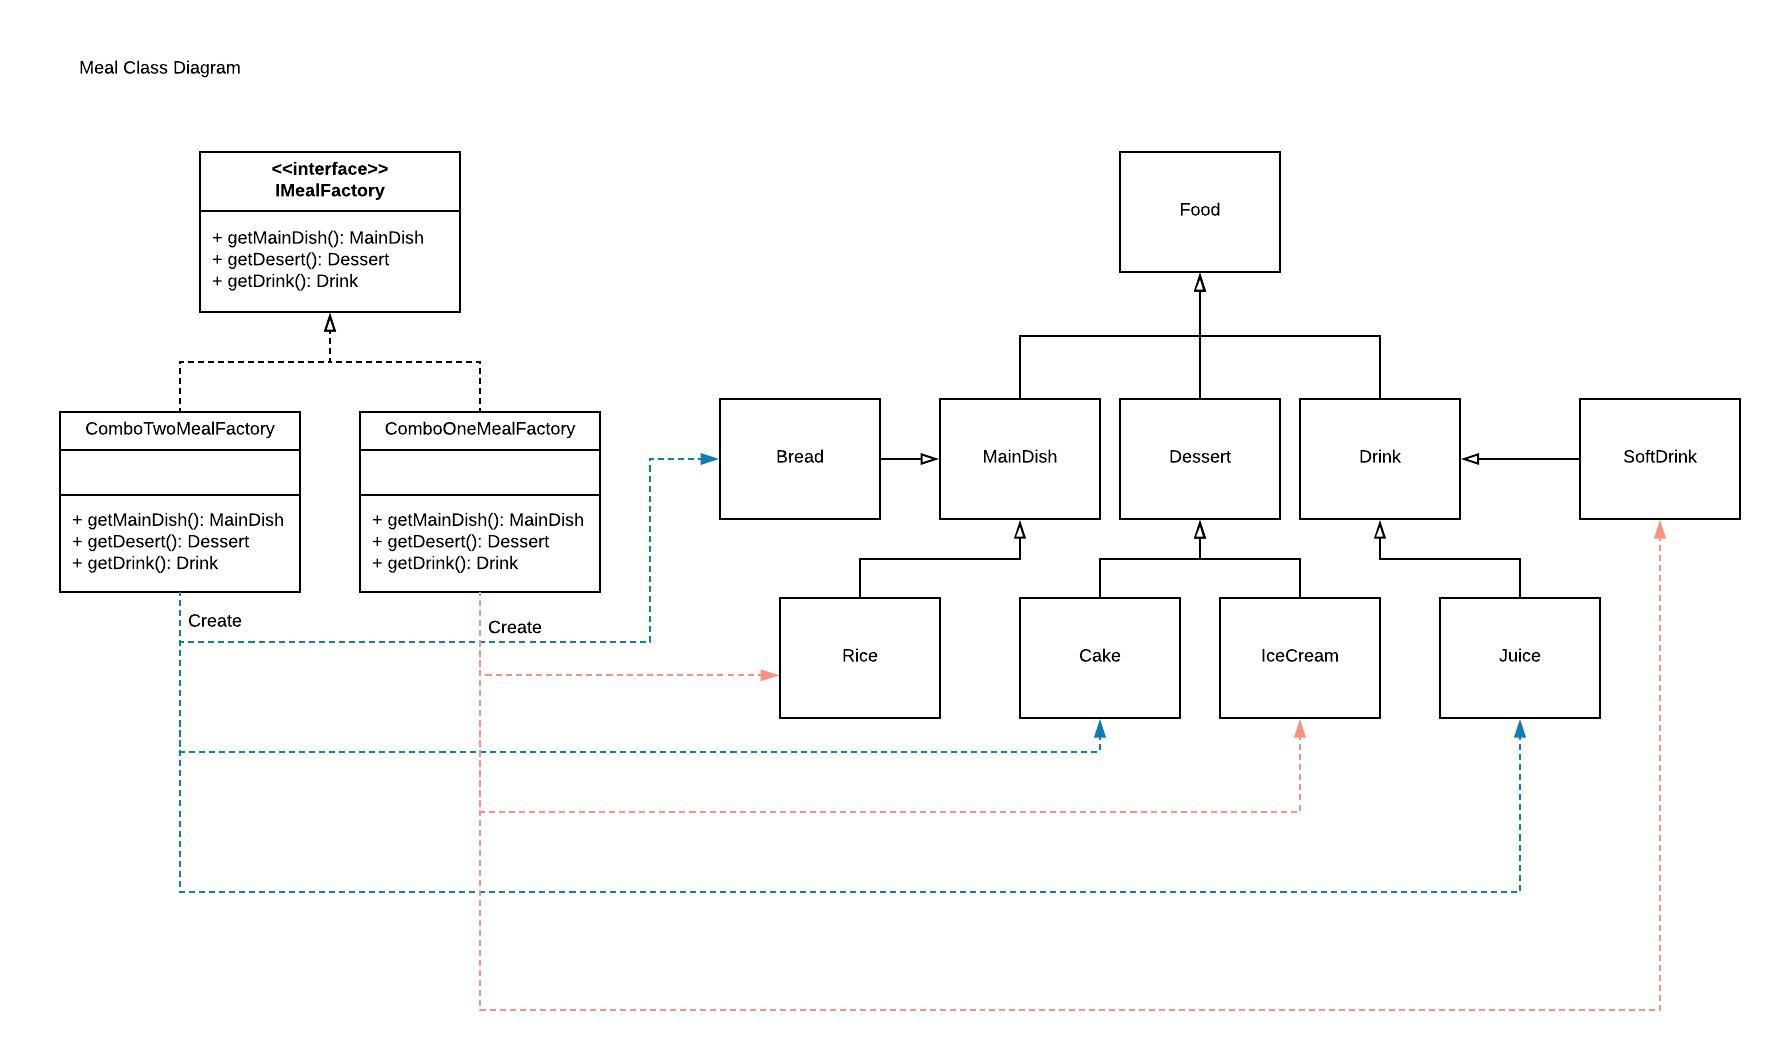 Meal Class Diagram
<<interface>>
IMealFactory
+ getMainDish(): MainDish
+ getDesert(): Dessert
+ getDrink(): Drink
Food
ComboTwoMealFactory
+ getMainDish(): MainDish
+ getDesert(): Dessert
+ getDrink(): Drink
ComboOneMealFactory
+ getMainDish(): MainDish
+ getDesert(): Dessert
+ getDrink(): Drink
Bread
MainDish
Dessert
Drink
SoftDrink
Create
Create
Rice
Cake
IceCream
Juice